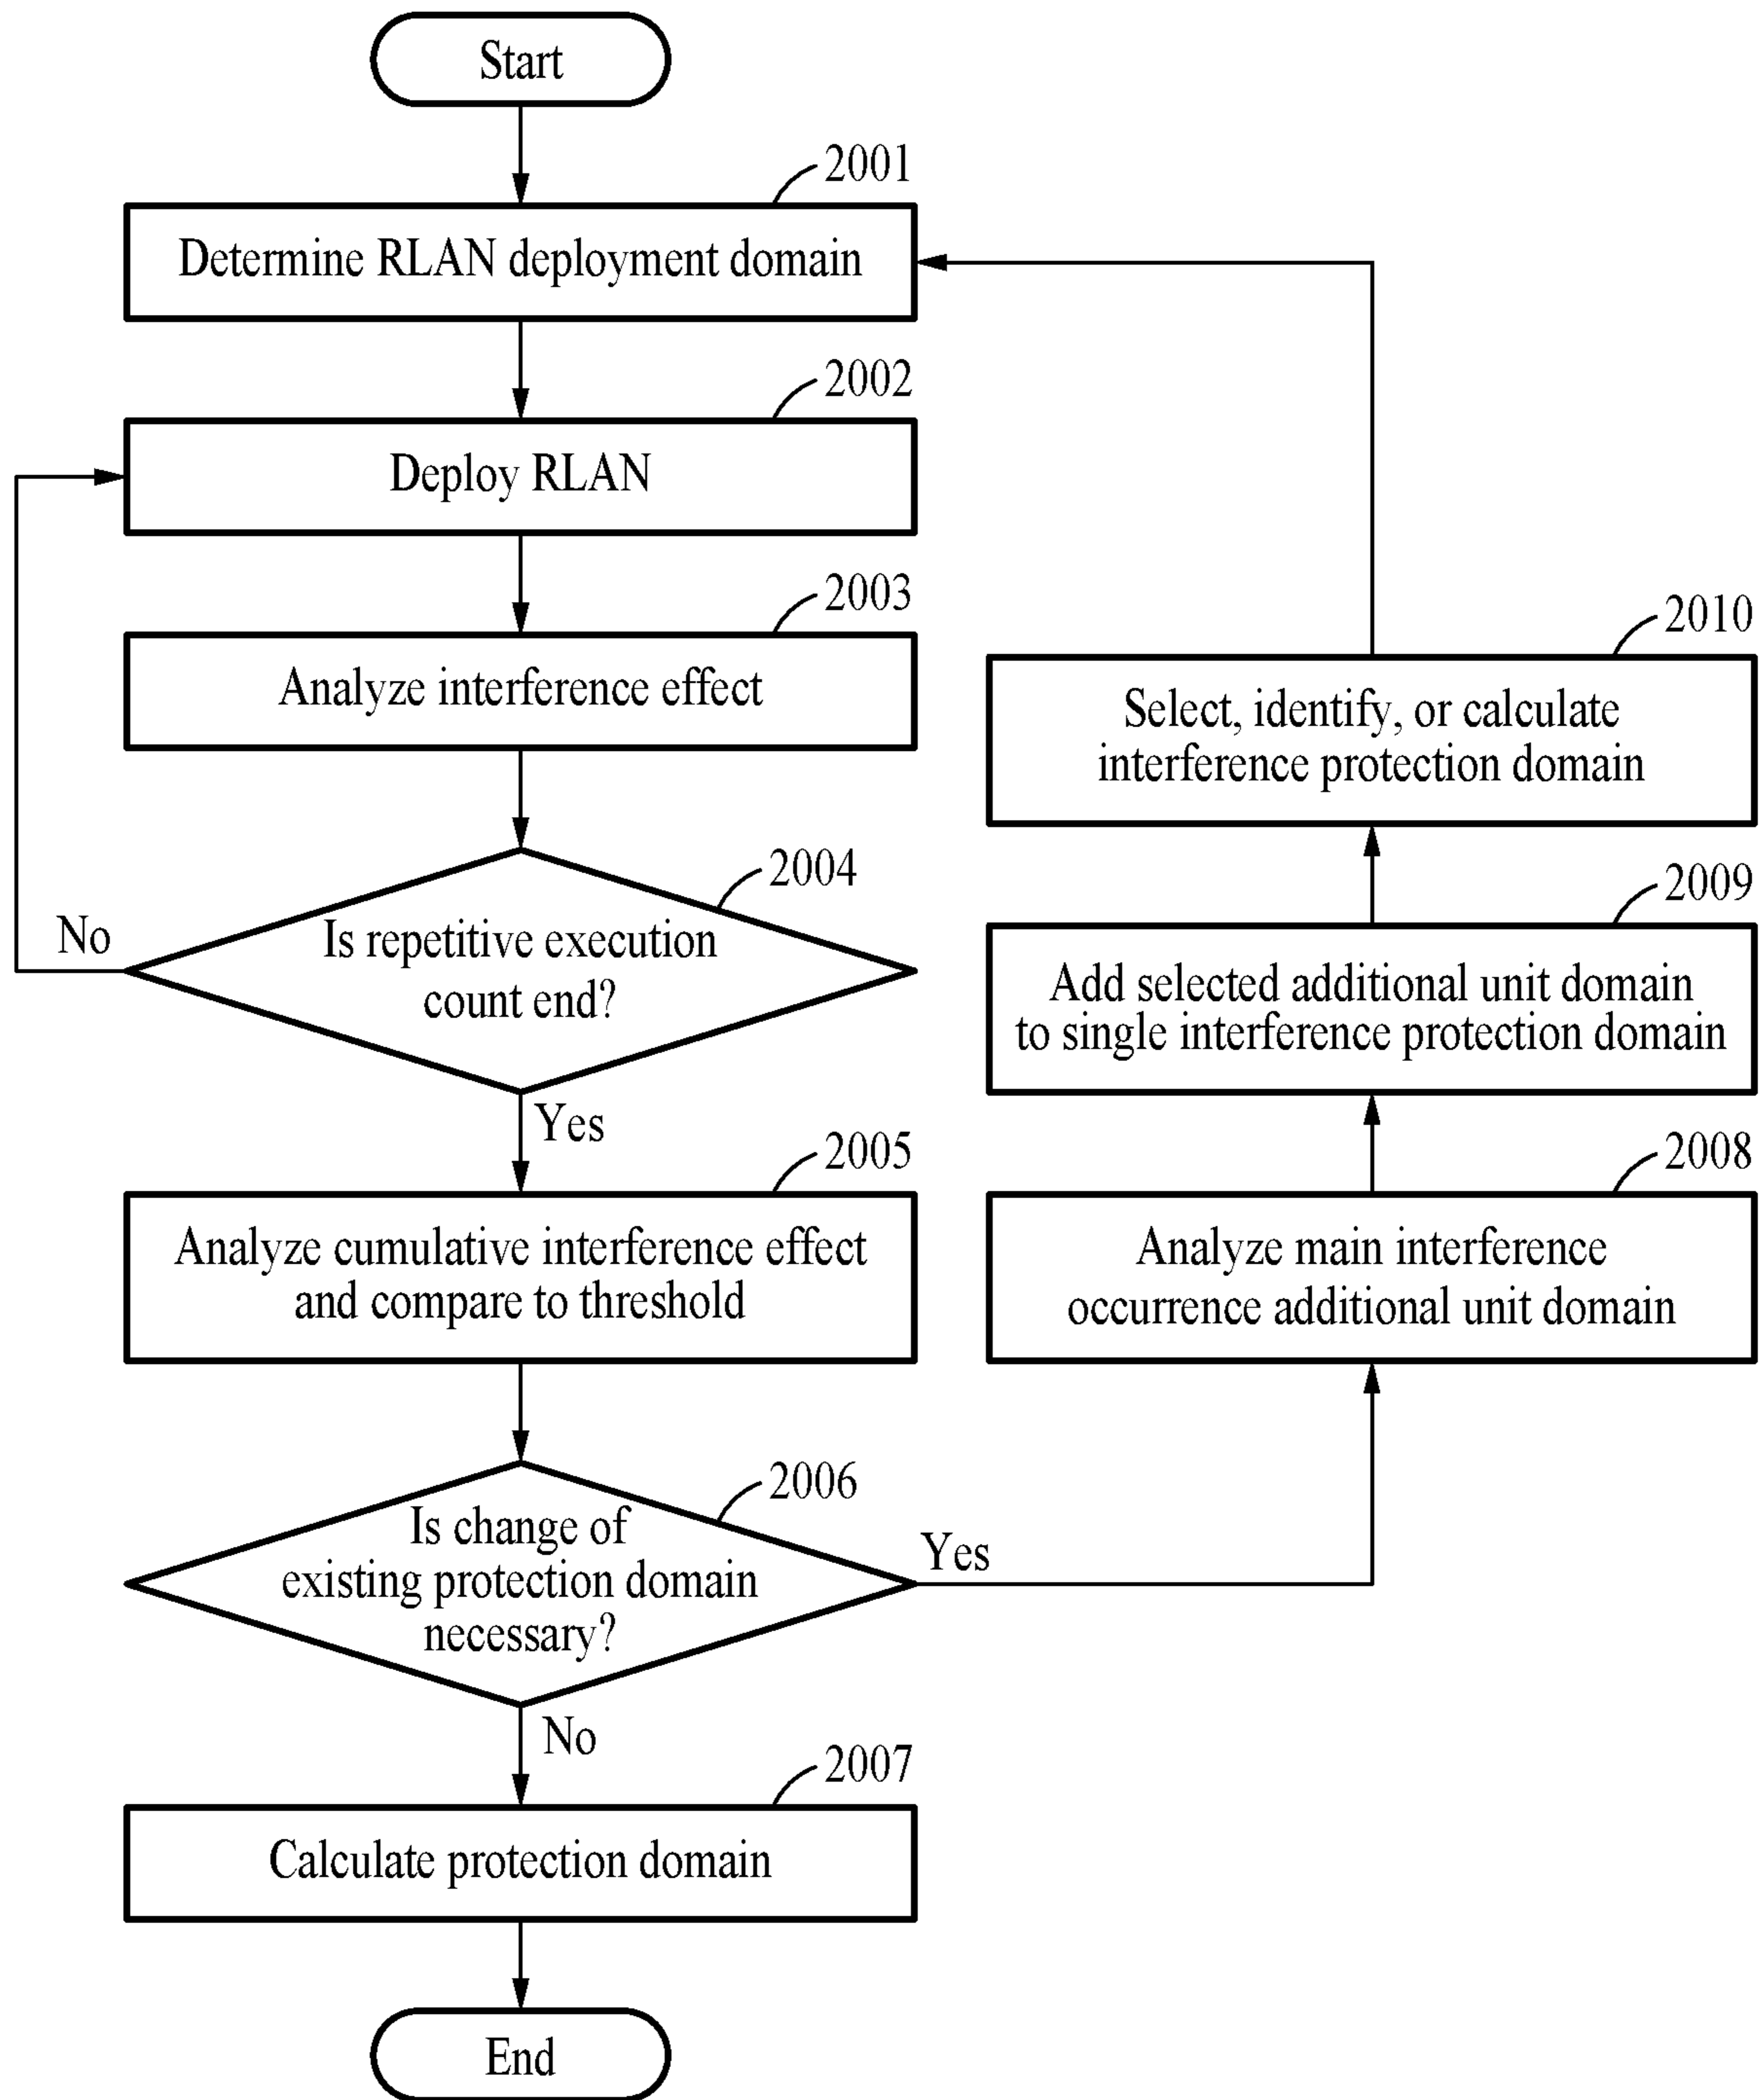 Start
2001
Determine RLAN deployment domain
2002
Deploy RLAN
2003
Analyze interference effect
2004
Is repetitive execution
count end?
No
Yes
2005
Analyze cumulative interference effect
and compare to threshold
2006
Is change of
existing protection domain
necessary?
Yes
No
2007
Calculate protection domain
End
2008
Analyze main interference
occurrence additional unit domain
2009
Add selected additional unit domain
to single interference protection domain
2010
Select, identify, or calculate
interference protection domain